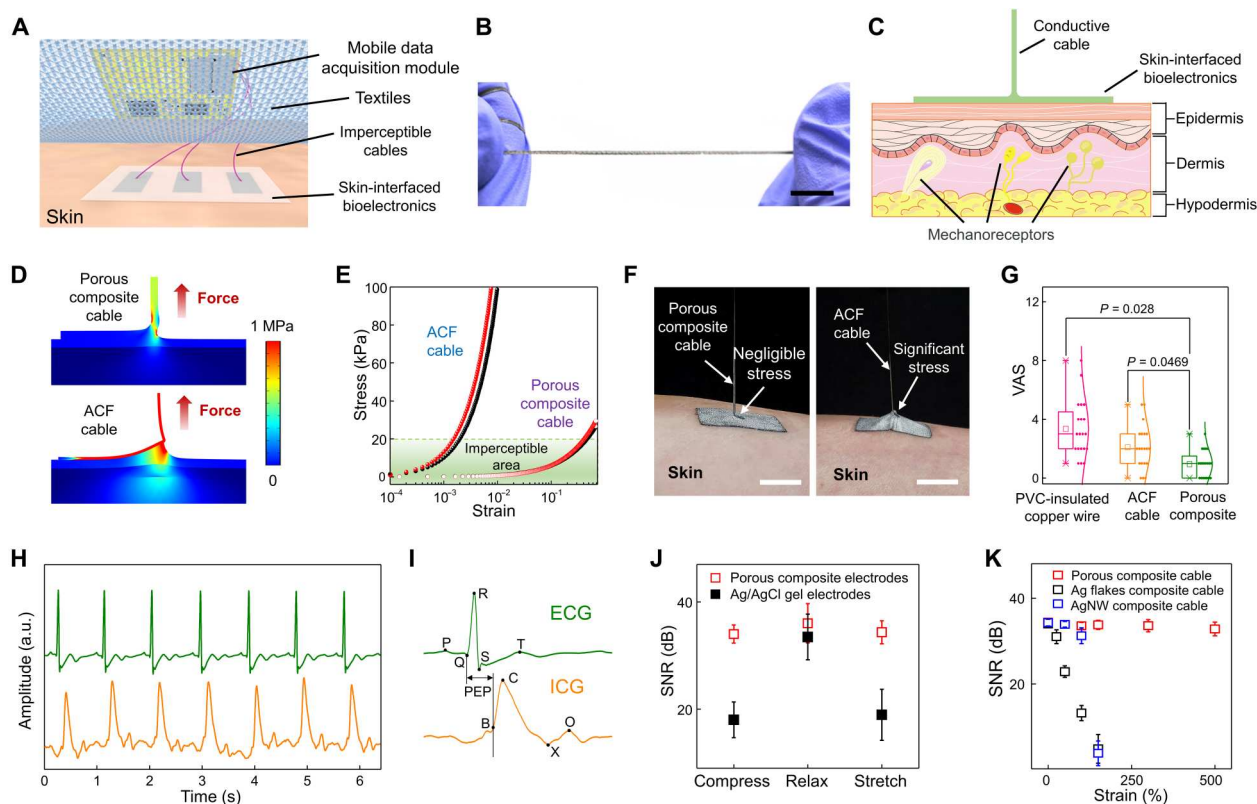 A
Mobile data
acquisition module
Textiles
Imperceptible
cables
Skin-interfaced
bioelectronics
Skin
B
C
Conductive
cable
Skin-interfaced
bioelectronics
Epidermis
Dermis
Hypodermis
Mechanoreceptors
D
Porous
composite
cable
Force
1 MPa
0
ACF
cable
Force
E
Stress (kPa)
100
80
60
40
20
0
ACF
cable
Porous
composite
cable
Imperceptible
area
10⁻⁴
10⁻³
10⁻²
10⁻¹
Strain
F
Porous
composite
cable
Negligible
stress
Skin
ACF
cable
Significant
stress
Skin
G
VAS
12
8
4
0
P = 0.028
P = 0.0469
PVC-insulated
copper wire
ACF
cable
Porous
composite
H
Amplitude (a.u.)
0 1 2 3 4 5 6
Time (s)
I
ECG
R
P
Q
S
T
PEP
ICG
C
B
X
O
J
SNR (dB)
40
20
Porous composite electrodes
Ag/AgCl gel electrodes
Compress Relax Stretch
K
SNR (dB)
40
20
Porous composite cable
Ag flakes composite cable
AgNW composite cable
0 250 500
Strain (%)